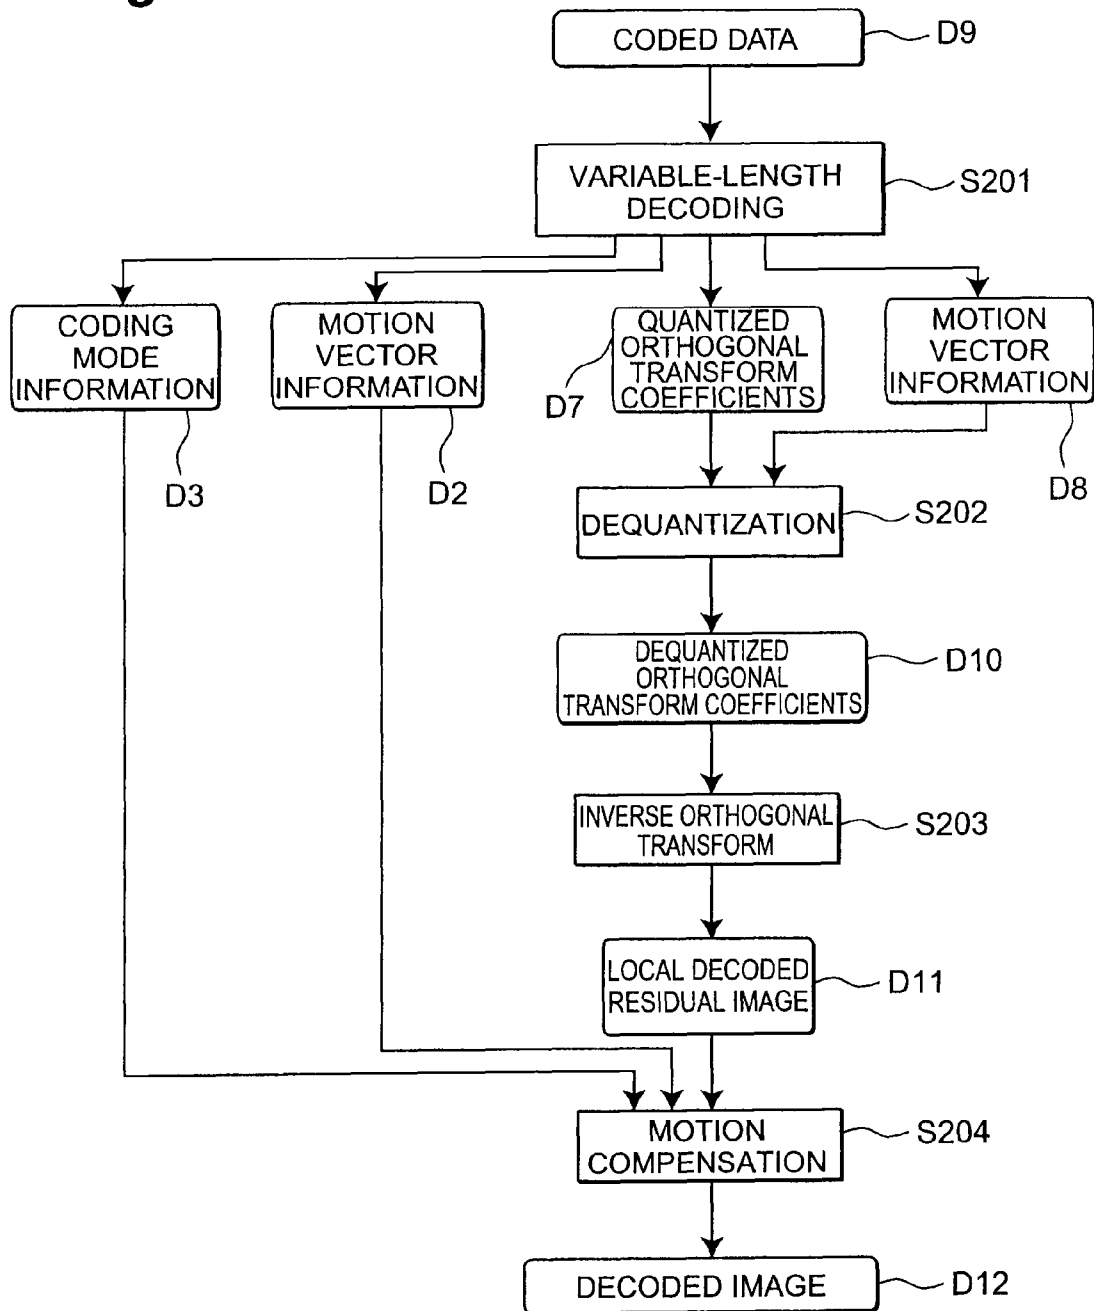 CODED DATA
D9
VARIABLE-LENGTH
DECODING
S201
CODING
MODE
INFORMATION
D3
MOTION
VECTOR
INFORMATION
D2
QUANTIZED
ORTHOGONAL
TRANSFORM
COEFFICIENTS
D7
MOTION
VECTOR
INFORMATION
D8
DEQUANTIZATION
S202
DEQUANTIZED
ORTHOGONAL
TRANSFORM COEFFICIENTS
D10
INVERSE ORTHOGONAL
TRANSFORM
S203
LOCAL DECODED
RESIDUAL IMAGE
D11
MOTION
COMPENSATION
S204
DECODED IMAGE
D12